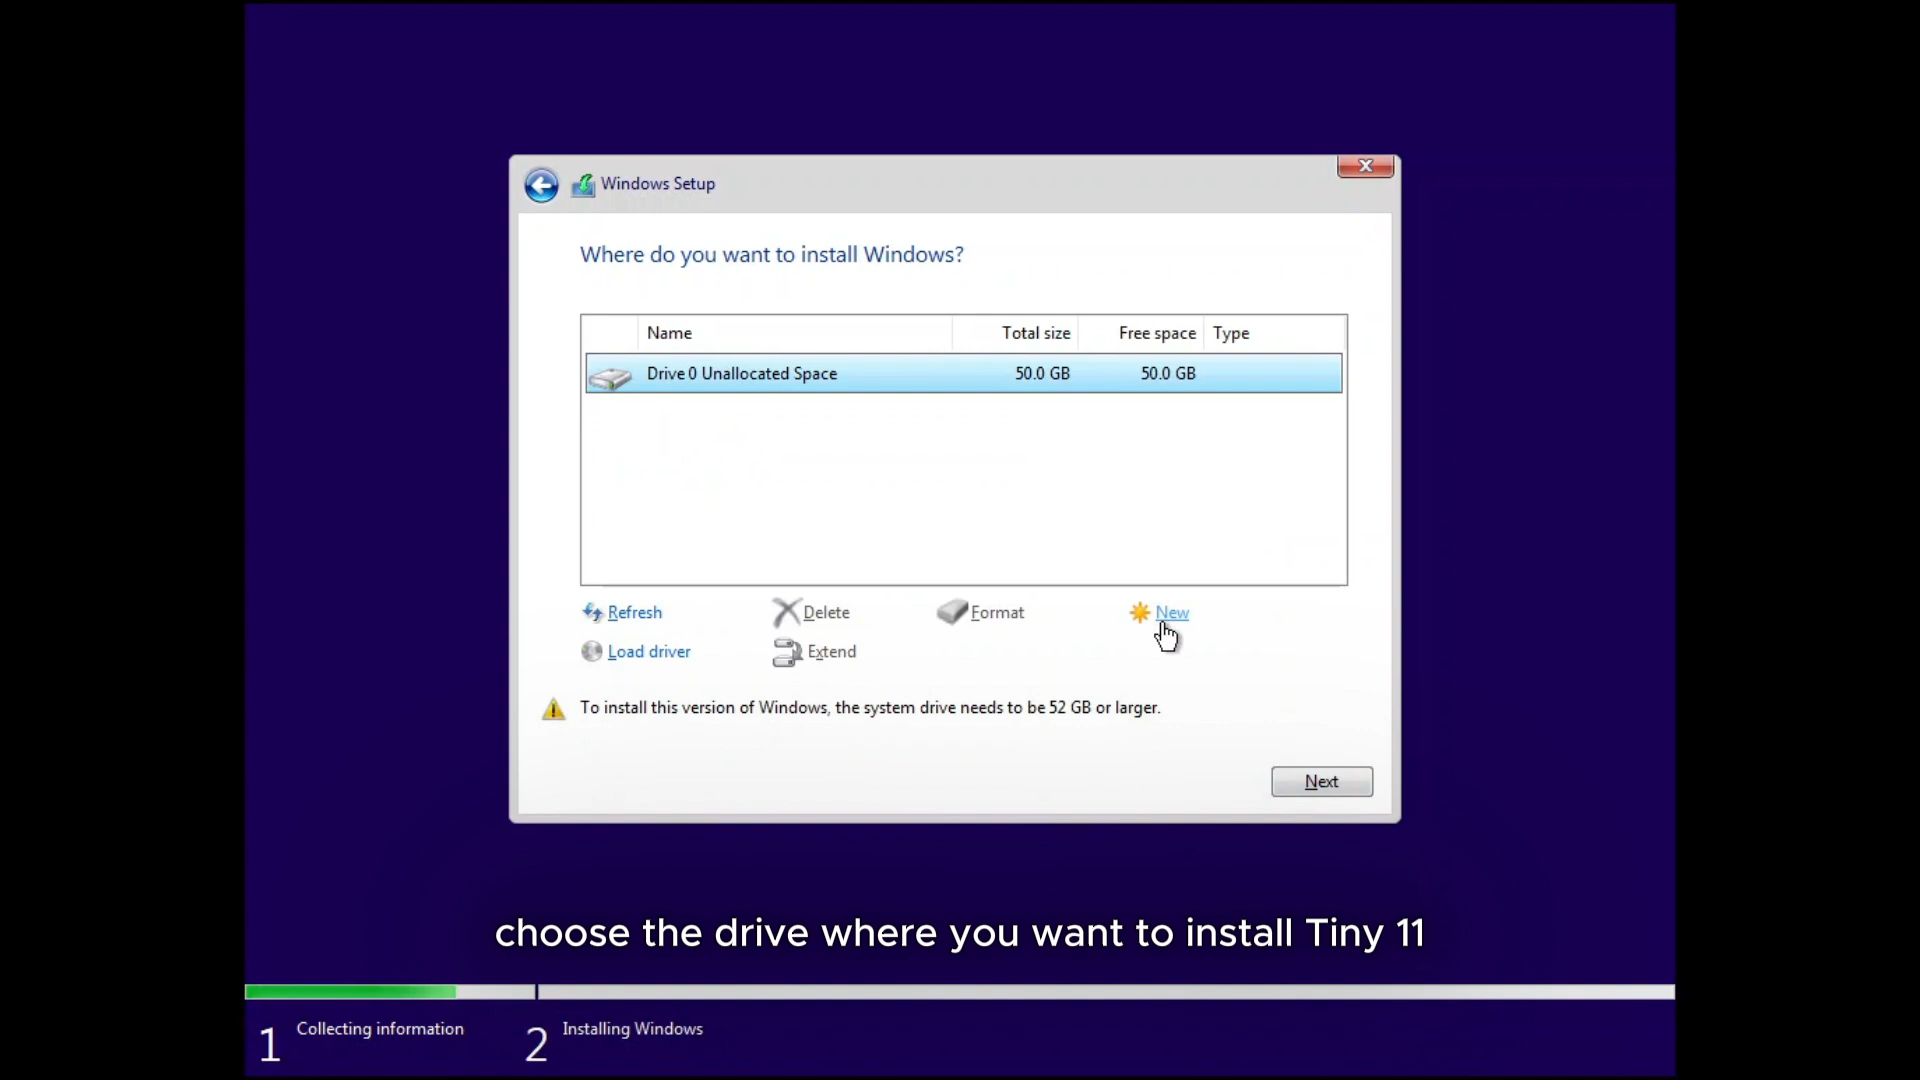 Windows Setup
Where do you want to install Windows?
Name Total size Free space Type
Drive 0 Unallocated Space 50.0 GB 50.0 GB
Refresh Delete Format New
Load driver Extend
To install this version of Windows, the system drive needs to be 52 GB or larger.
Next
choose the drive where you want to install Tiny 11
1 Collecting information 2 Installing Windows